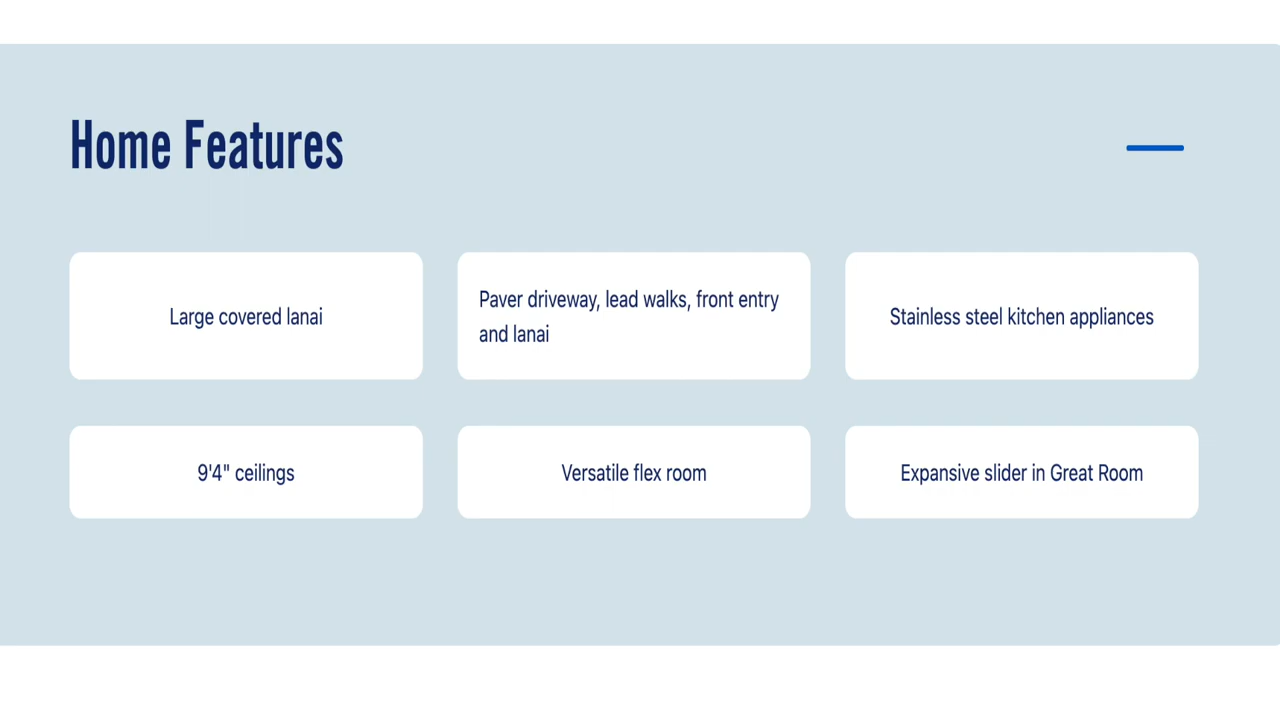 Home Features
Large covered lanai
Paver driveway, lead walks, front entry
and lanai
Stainless steel kitchen appliances
9'4" ceilings
Versatile flex room
Expansive slider in Great Room